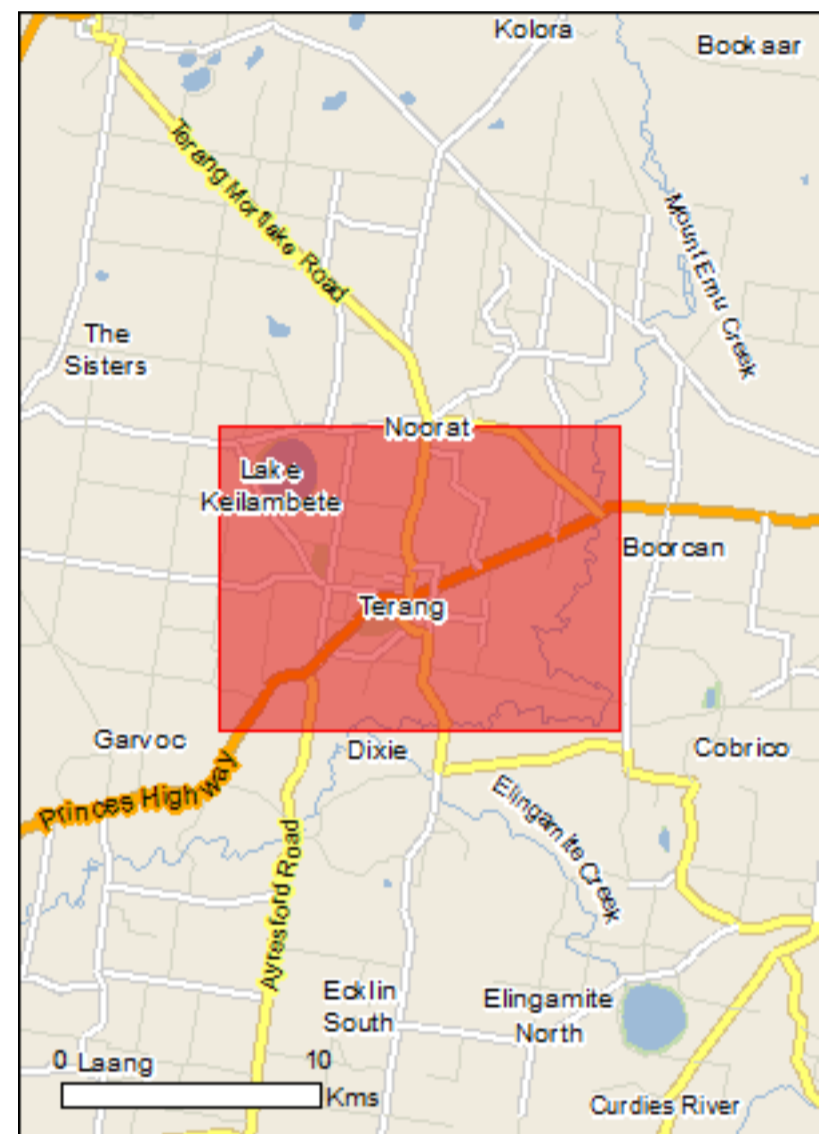 Kolora
Bookaar
Terang Mortlake Road
Mount Emu Creek
The
Sisters
Noorat
Lake
Keilambete
Boorcan
Terang
Garvoc
Dixie
Cobrico
Princes Highway
Elingamite Creek
Ayresford Road
Ecklin
South
Elingamite
North
0 Laang 10
Kms
Curdies River